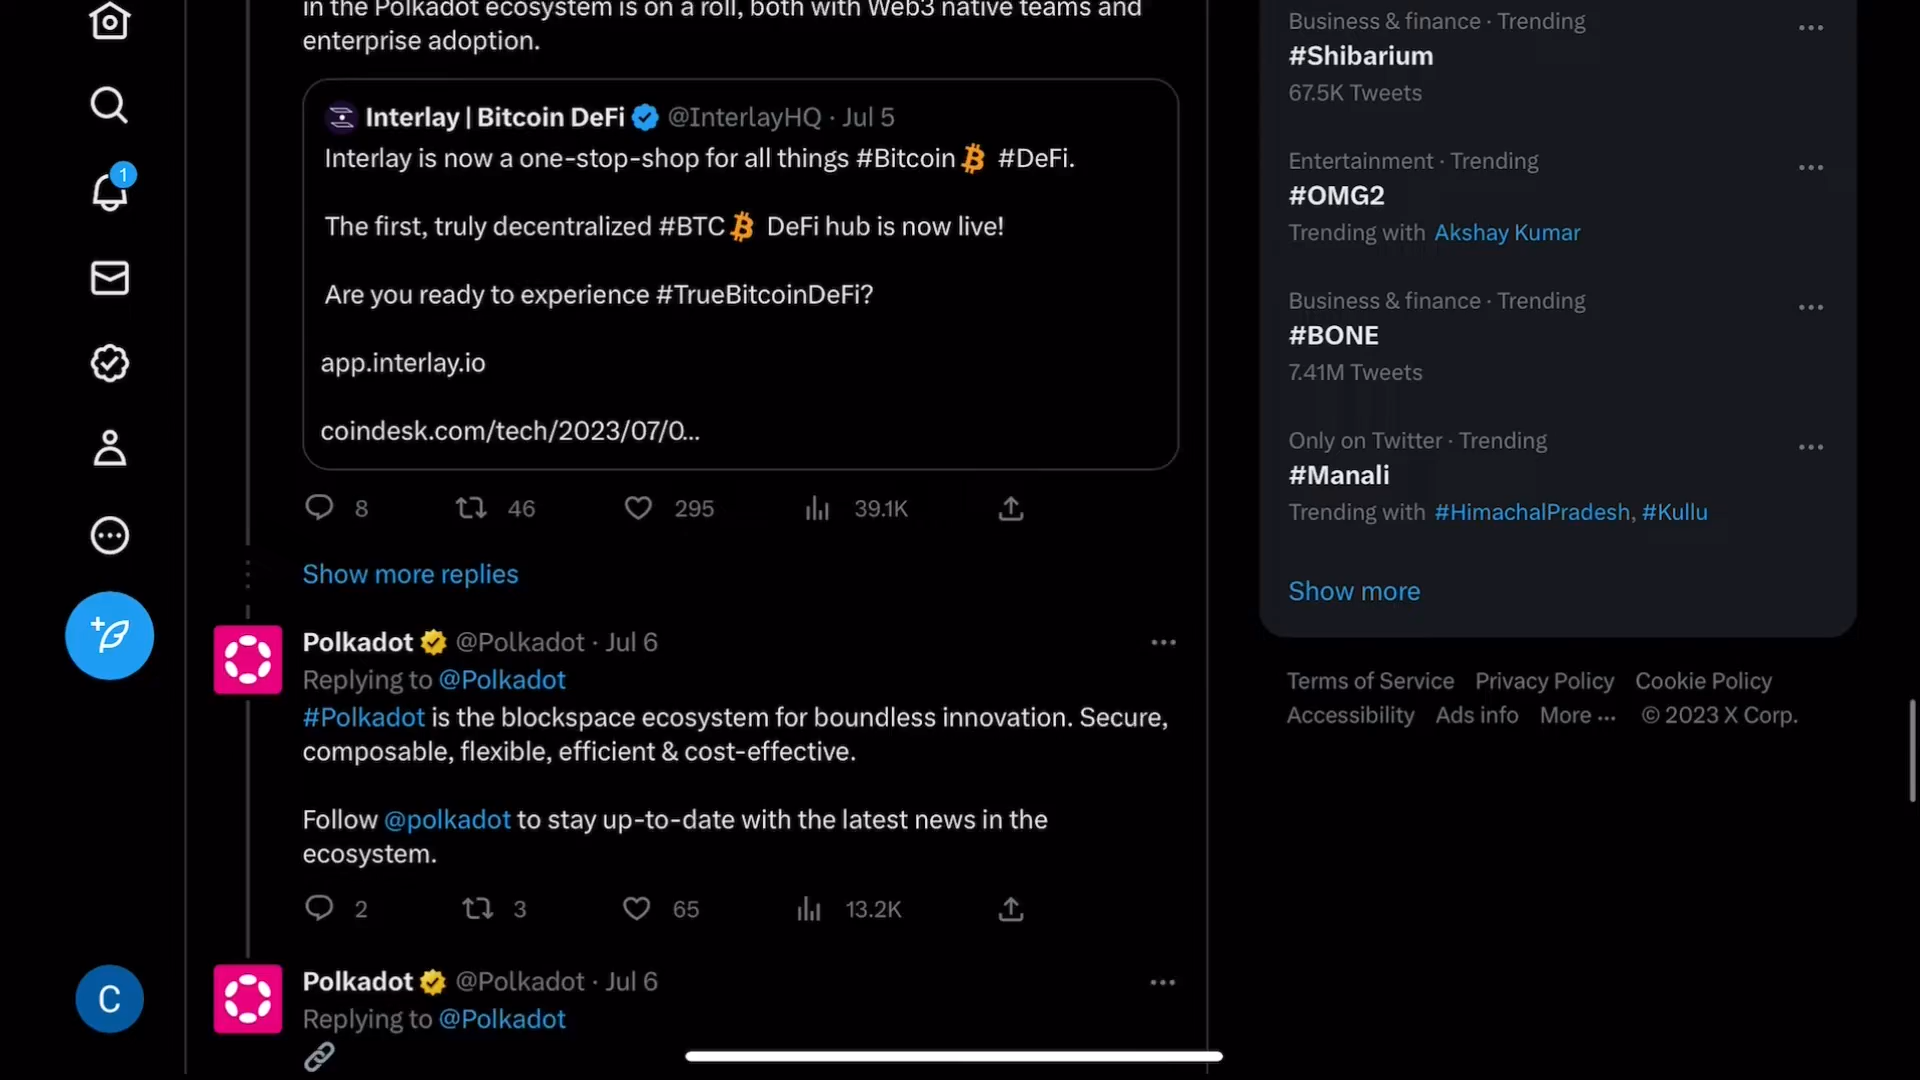 in the Polkadot ecosystem is on a roll, both with Web3 native teams and
enterprise adoption.
Interlay | Bitcoin DeFi @InterlayHQ · Jul 5
Interlay is now a one-stop-shop for all things #Bitcoin #DeFi.
The first, truly decentralized #BTC DeFi hub is now live!
Are you ready to experience #TrueBitcoinDeFi?
app.interlay.io
coindesk.com/tech/2023/07/0...
8 46 295 39.1K
Show more replies
Polkadot @Polkadot · Jul 6
Replying to @Polkadot
#Polkadot is the blockspace ecosystem for boundless innovation. Secure,
composable, flexible, efficient & cost-effective.
Follow @polkadot to stay up-to-date with the latest news in the
ecosystem.
2 3 65 13.2K
Polkadot @Polkadot · Jul 6
Replying to @Polkadot
1
C
Business & finance · Trending
#Shibarium
67.5K Tweets
Entertainment · Trending
#OMG2
Trending with Akshay Kumar
Business & finance · Trending
#BONE
7.41M Tweets
Only on Twitter · Trending
#Manali
Trending with #HimachalPradesh, #Kullu
Show more
Terms of Service Privacy Policy Cookie Policy
Accessibility Ads info More ... © 2023 X Corp.